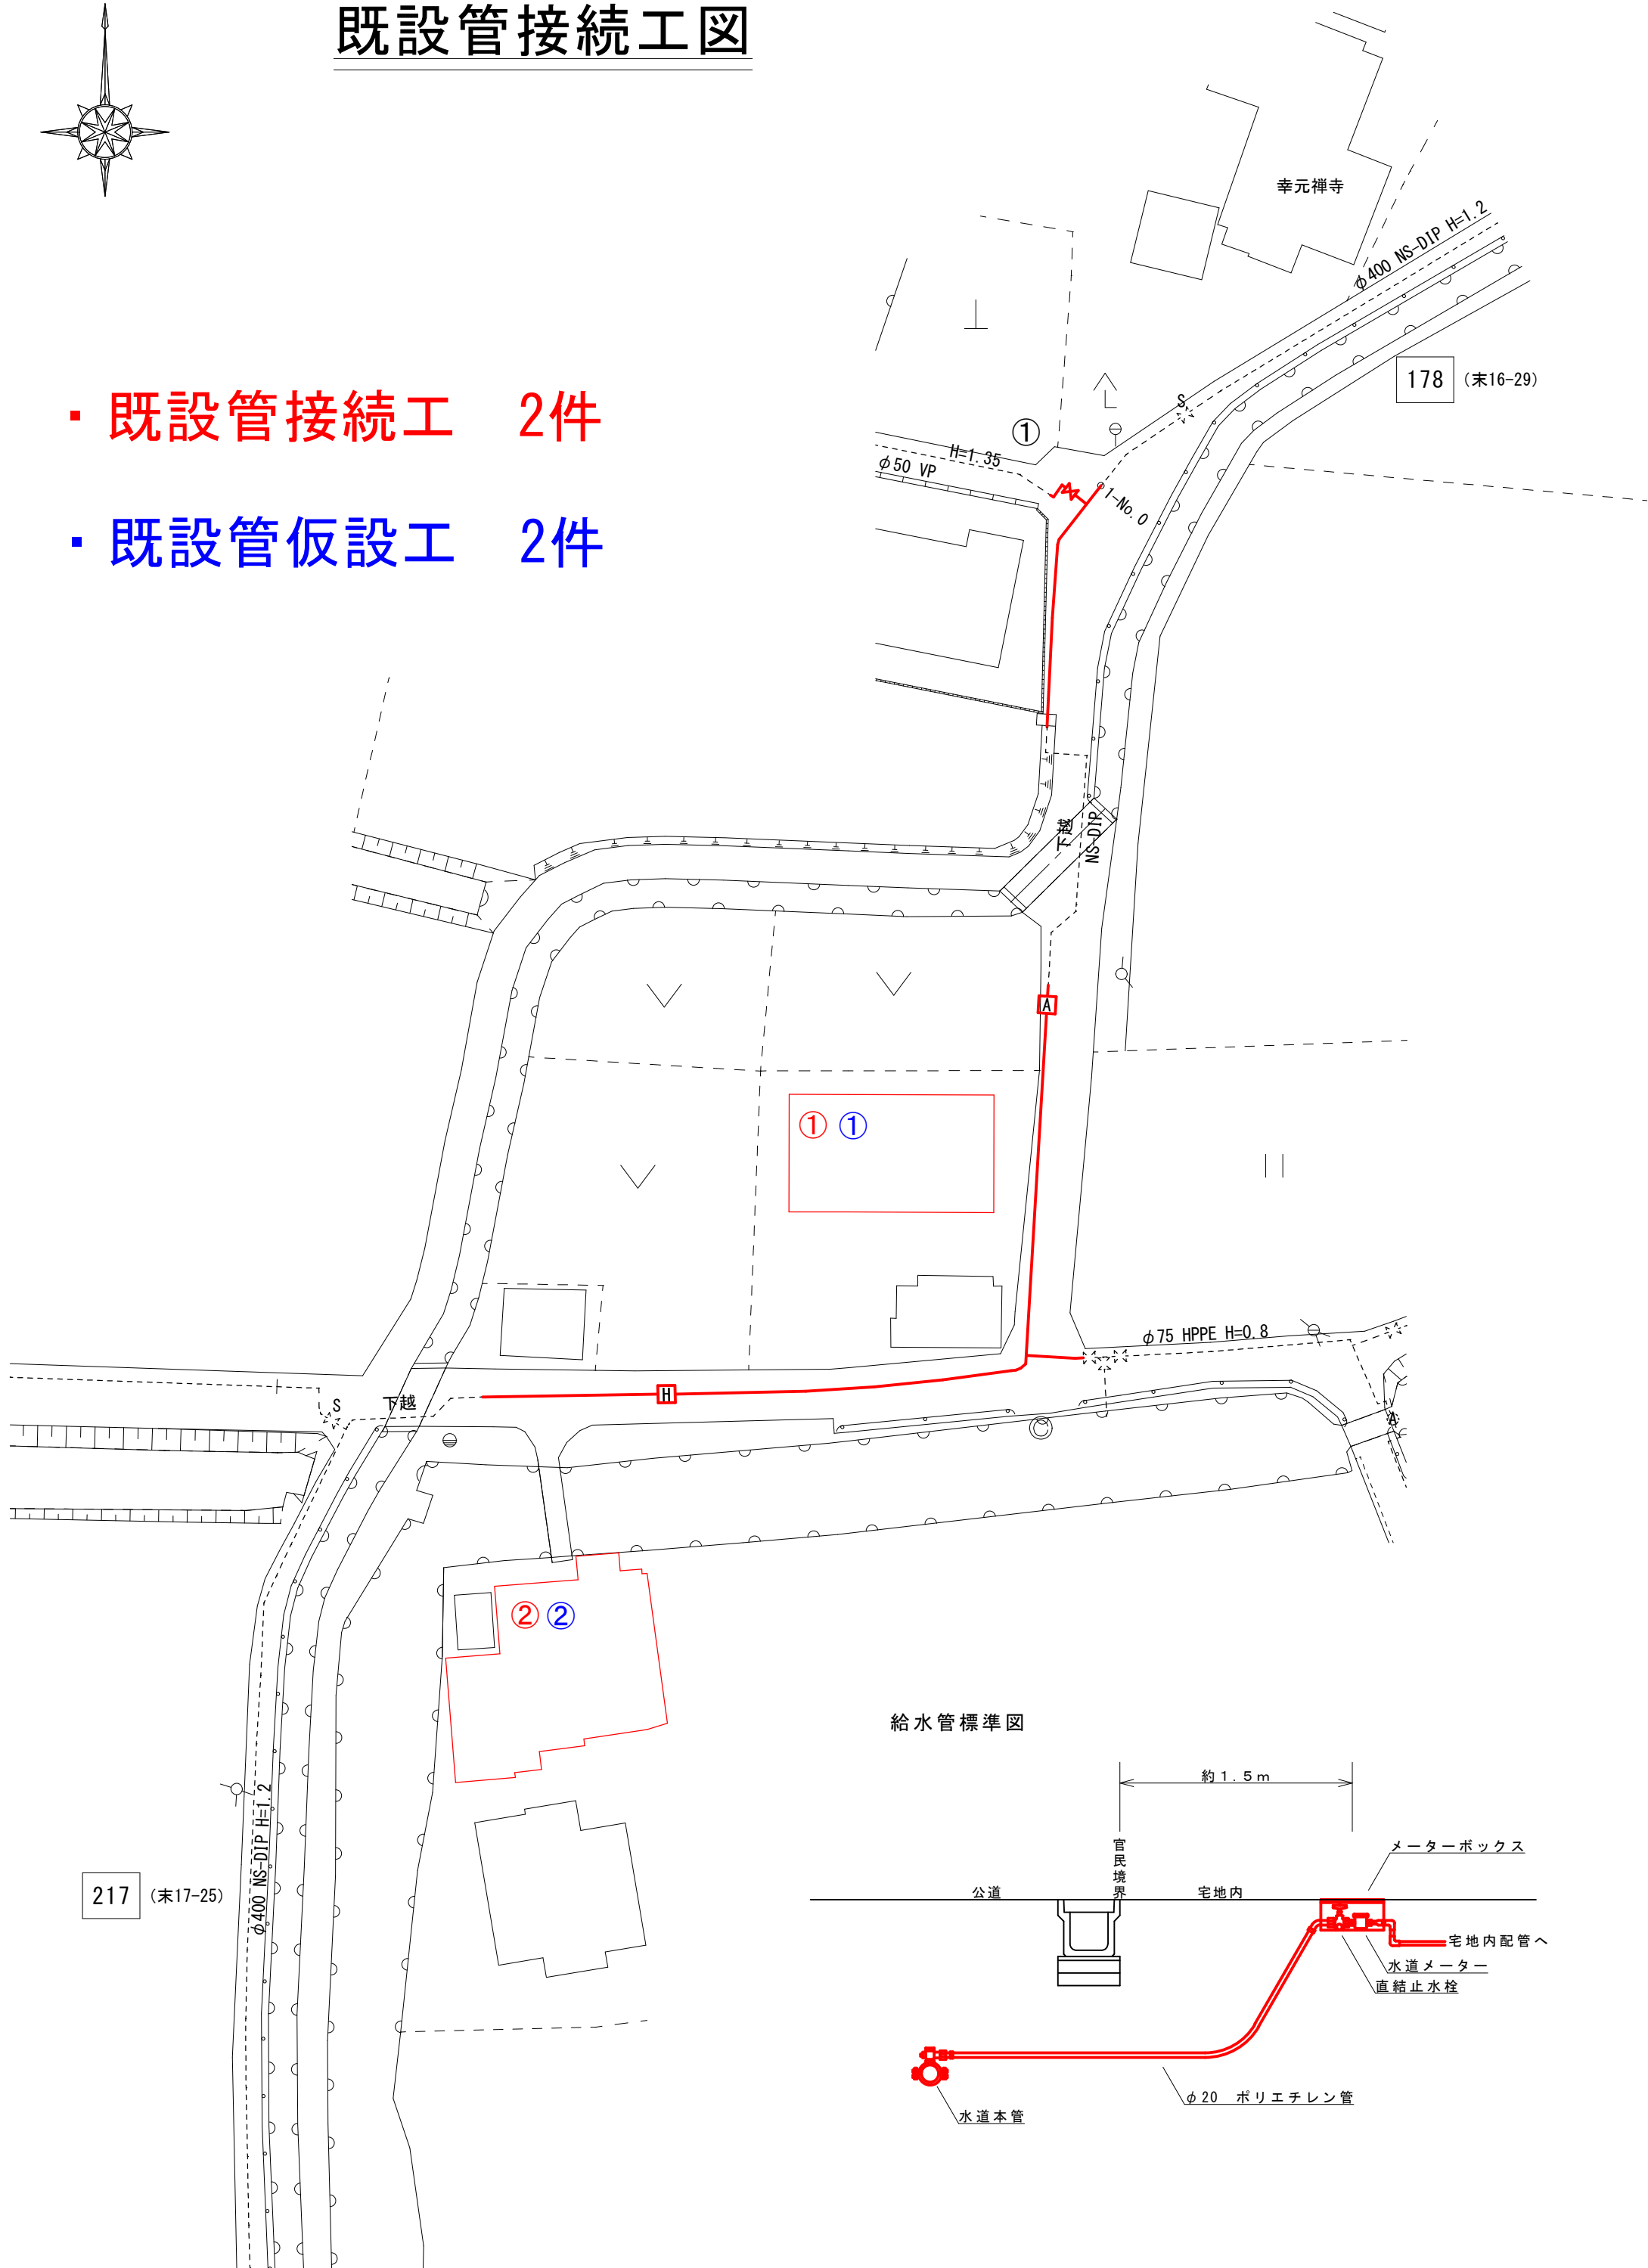 既設管接続工図
幸元禅寺
φ400 NS-DIP H=1.2
178 （末16-29）
・既設管接続工　2件
S
①
H=1.35
φ50 VP
1-No.0
・既設管仮設工　2件
下越
NS-DIP
A
① ①
φ75 HPPE H=0.8
H
S
下越
A
② ②
給水管標準図
約１．５ｍ
官民境界
メーターボックス
217 （末17-25）
φ400 NS-DIP H=1.2
公道
宅地内
宅地内配管へ
水道メーター
直結止水栓
φ20　ポリエチレン管
水道本管